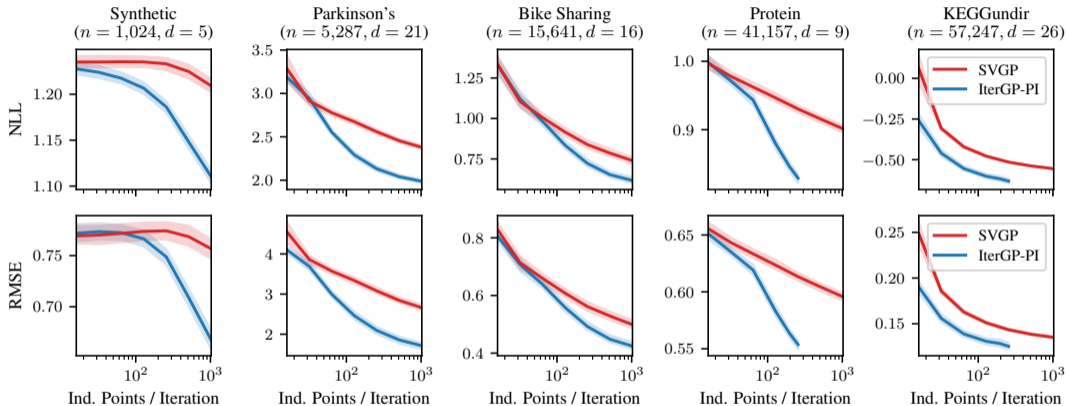 Synthetic
(n = 1,024, d = 5)
Parkinson's
(n = 5,287, d = 21)
Bike Sharing
(n = 15,641, d = 16)
Protein
(n = 41,157, d = 9)
KEGGundir
(n = 57,247, d = 26)
NLL
1.20
1.15
1.10
3.5
3.0
2.5
2.0
1.25
1.00
0.75
1.0
0.9
0.00
−0.25
−0.50
SVGP
IterGP-PI
RMSE
0.75
0.70
4
3
2
0.8
0.6
0.4
0.65
0.60
0.55
0.25
0.20
0.15
SVGP
IterGP-PI
10² 10³
10² 10³
10² 10³
10² 10³
10² 10³
Ind. Points / Iteration
Ind. Points / Iteration
Ind. Points / Iteration
Ind. Points / Iteration
Ind. Points / Iteration